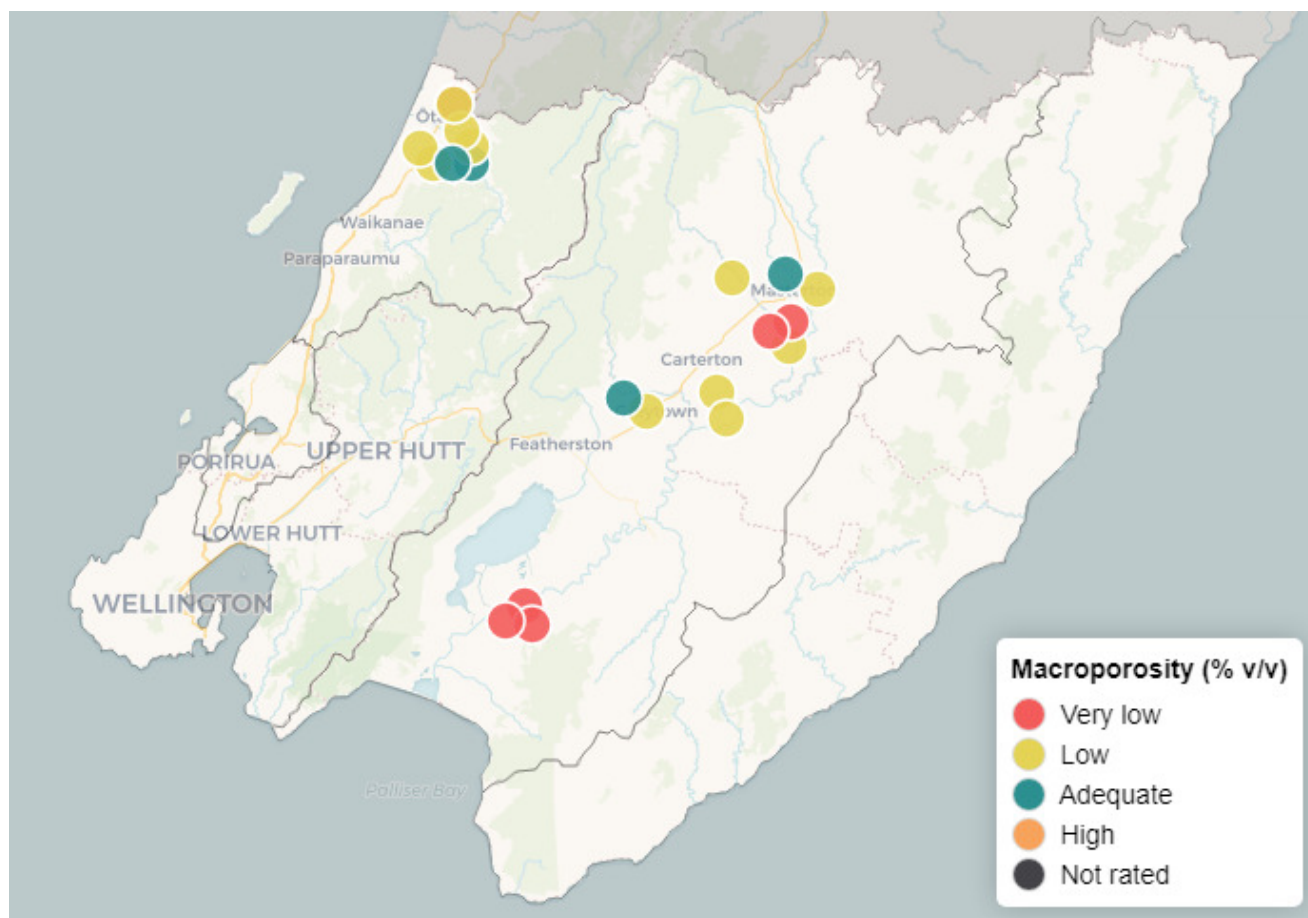 Ōt
Waikanae
Paraparaumu
Carterton
Featherston
UPPER HUTT
PORIRUA
LOWER HUTT
WELLINGTON
Palliser Bay
Macroporosity (% v/v)
Very low
Low
Adequate
High
Not rated